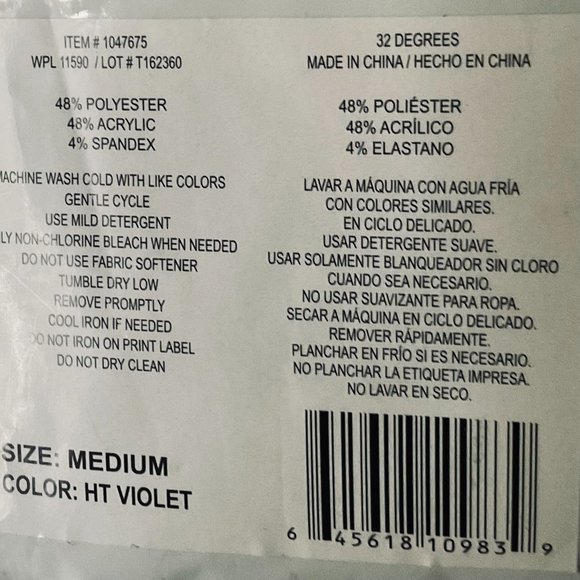 ITEM # 1047675
WPL 11590 / LOT # T162360
48% POLYESTER
48% ACRYLIC
4% SPANDEX
MACHINE WASH COLD WITH LIKE COLORS
GENTLE CYCLE
USE MILD DETERGENT
LY NON-CHLORINE BLEACH WHEN NEEDED
DO NOT USE FABRIC SOFTENER
TUMBLE DRY LOW
REMOVE PROMPTLY
COOL IRON IF NEEDED
DO NOT IRON ON PRINT LABEL
DO NOT DRY CLEAN
SIZE: MEDIUM
COLOR: HT VIOLET
32 DEGREES
MADE IN CHINA / HECHO EN CHINA
48% POLIÉSTER
48% ACRÍLICO
4% ELASTANO
LAVAR A MÁQUINA CON AGUA FRÍA
CON COLORES SIMILARES.
EN CICLO DELICADO.
USAR DETERGENTE SUAVE.
USAR SOLAMENTE BLANQUEADOR SIN CLORO
CUANDO SEA NECESARIO.
NO USAR SUAVIZANTE PARA ROPA.
SECAR A MÁQUINA EN CICLO DELICADO.
REMOVER RÁPIDAMENTE.
PLANCHAR EN FRÍO SI ES NECESARIO.
NO PLANCHAR LA ETIQUETA IMPRESA.
NO LAVAR EN SECO.
6 45618 10983 9